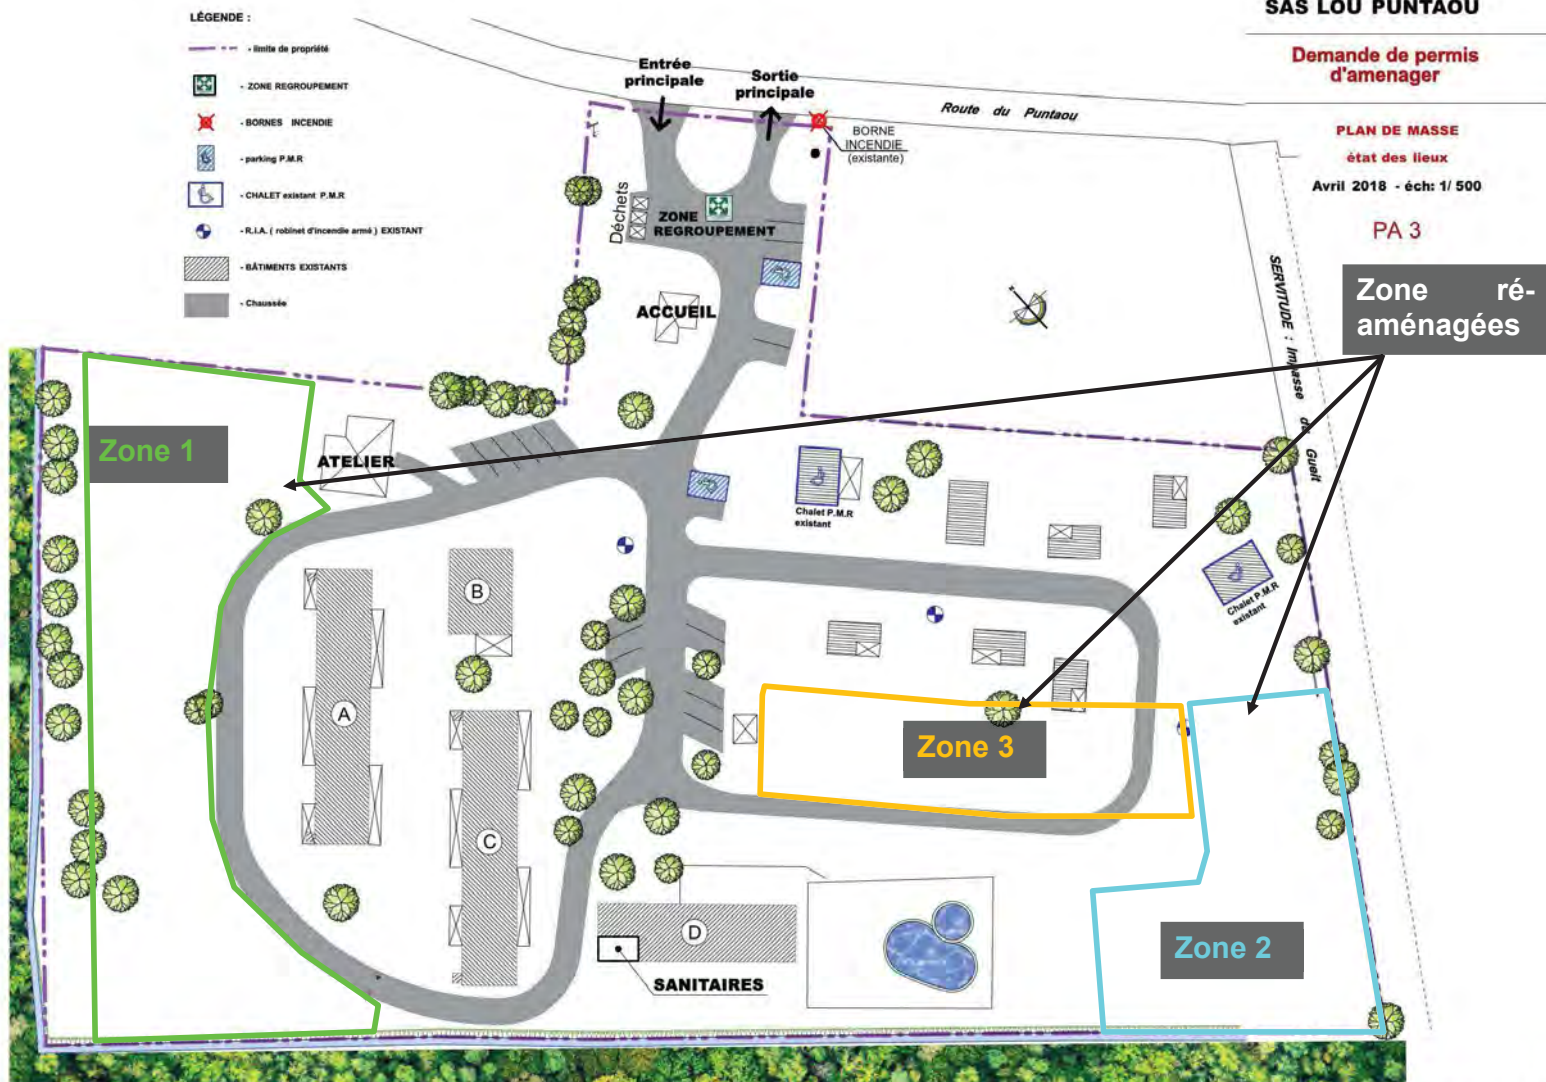 SAS LOU PUNTAOU
Demande de permis
d'amenager
PLAN DE MASSE
état des lieux
Avril 2018 - éch: 1/ 500
PA 3
LÉGENDE :
- limite de propriété
- ZONE REGROUPEMENT
- BORNES INCENDIE
- parking P.M.R
- CHALET existant P.M.R
- R.I.A. ( robinet d'incendie armé ) EXISTANT
- BÂTIMENTS EXISTANTS
- Chaussée
Entrée
principale
Sortie
principale
Route du Puntaou
BORNE
INCENDIE
(existante)
Déchets
ZONE
REGROUPEMENT
ACCUEIL
SERVITUDE : Impasse du Gueit
Zone ré-
aménagées
Zone 1
ATELIER
Chalet P.M.R
existant
Chalet P.M.R
existant
B
A
C
Zone 3
D
SANITAIRES
Zone 2